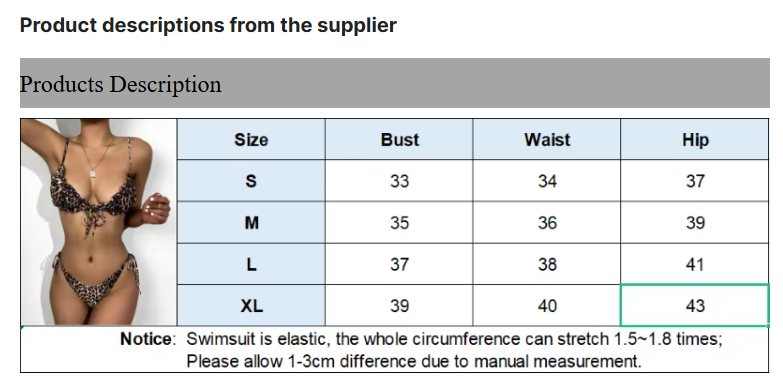 Product descriptions from the supplier
Products Description
Size Bust Waist Hip
S 33 34 37
M 35 36 39
L 37 38 41
XL 39 40 43
Notice: Swimsuit is elastic, the whole circumference can stretch 1.5~1.8 times;
Please allow 1-3cm difference due to manual measurement.